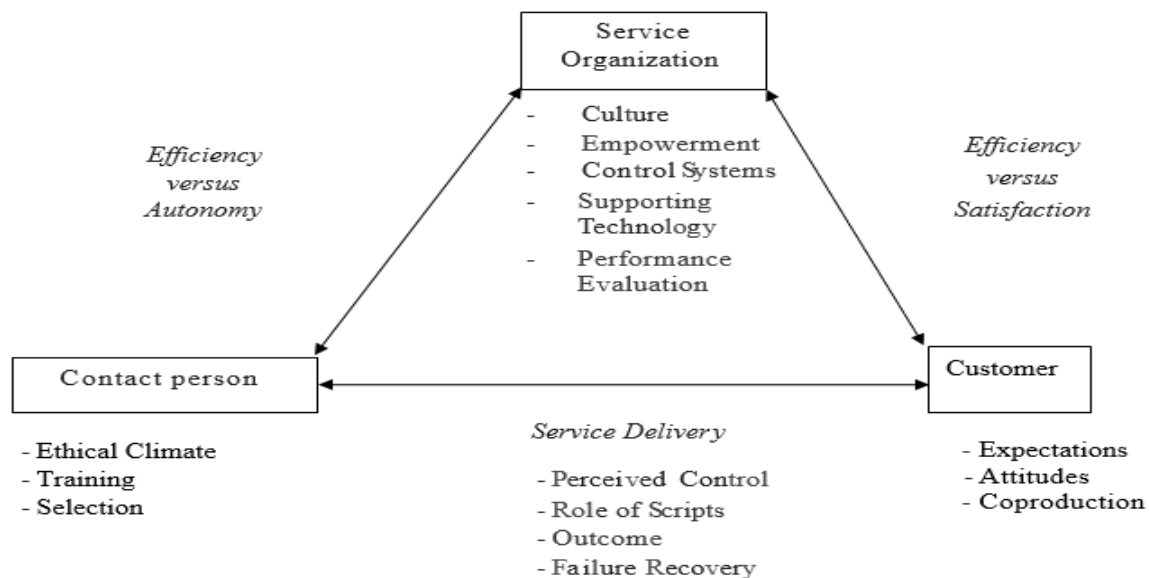 Service
Organization
- Culture
- Empowerment
- Control Systems
- Supporting
Technology
- Performance
Evaluation
Efficiency
versus
Autonomy
Efficiency
versus
Satisfaction
Contact person
Customer
- Ethical Climate
- Training
- Selection
Service Delivery
- Perceived Control
- Role of Scripts
- Outcome
- Failure Recovery
- Expectations
- Attitudes
- Coproduction